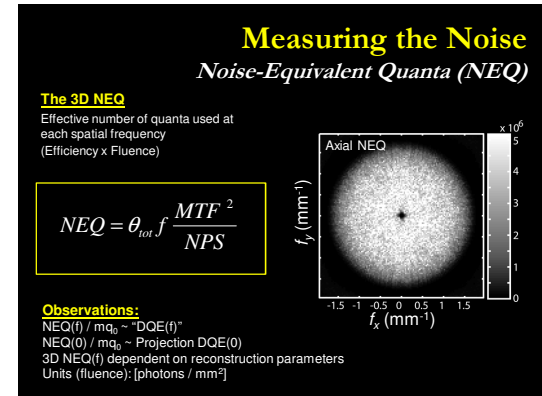 Measuring the Noise
Noise-Equivalent Quanta (NEQ)
The 3D NEQ
Effective number of quanta used at
each spatial frequency
(Efficiency x Fluence)
NEQ = θtot f MTF ² / NPS
Axial NEQ
x 10⁶
5
4
3
2
1
0
fy (mm⁻¹)
-1.5 -1 -0.5 0 0.5 1 1.5
fx (mm⁻¹)
Observations:
NEQ(f) / mq₀ ~ “DQE(f)”
NEQ(0) / mq₀ ~ Projection DQE(0)
3D NEQ(f) dependent on reconstruction parameters
Units (fluence): [photons / mm²]